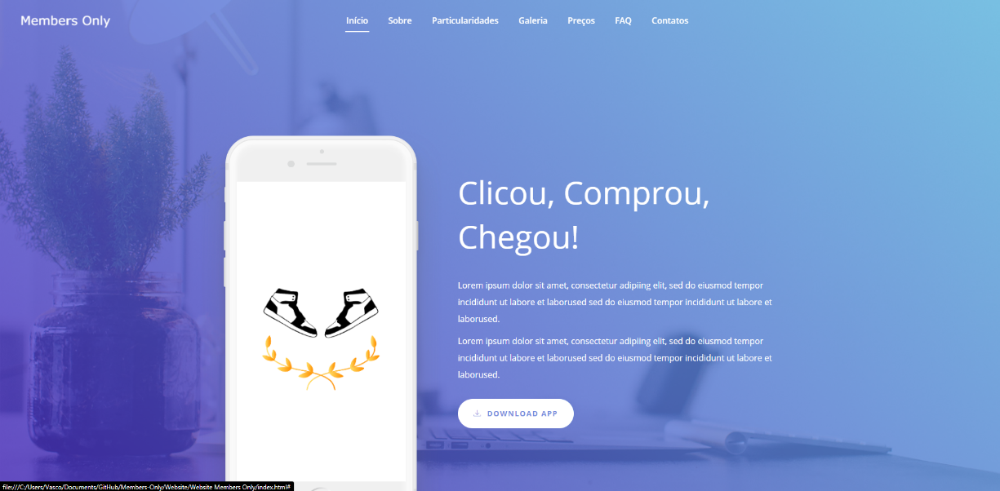 Members Only
Início Sobre Particularidades Galeria Preços FAQ Contatos
Clicou, Comprou,
Chegou!
Lorem ipsum dolor sit amet, consectetur adipiing elit, sed do eiusmod tempor
incididunt ut labore et laborused sed do eiusmod tempor incididunt ut labore et
laborused.
Lorem ipsum dolor sit amet, consectetur adipiing elit, sed do eiusmod tempor
incididunt ut labore et laborused sed do eiusmod tempor incididunt ut labore et
laborused.
DOWNLOAD APP
file:///C:/Users/Vasco/Documents/GitHub/Members-Only/Website/Website Members Only/index.html#